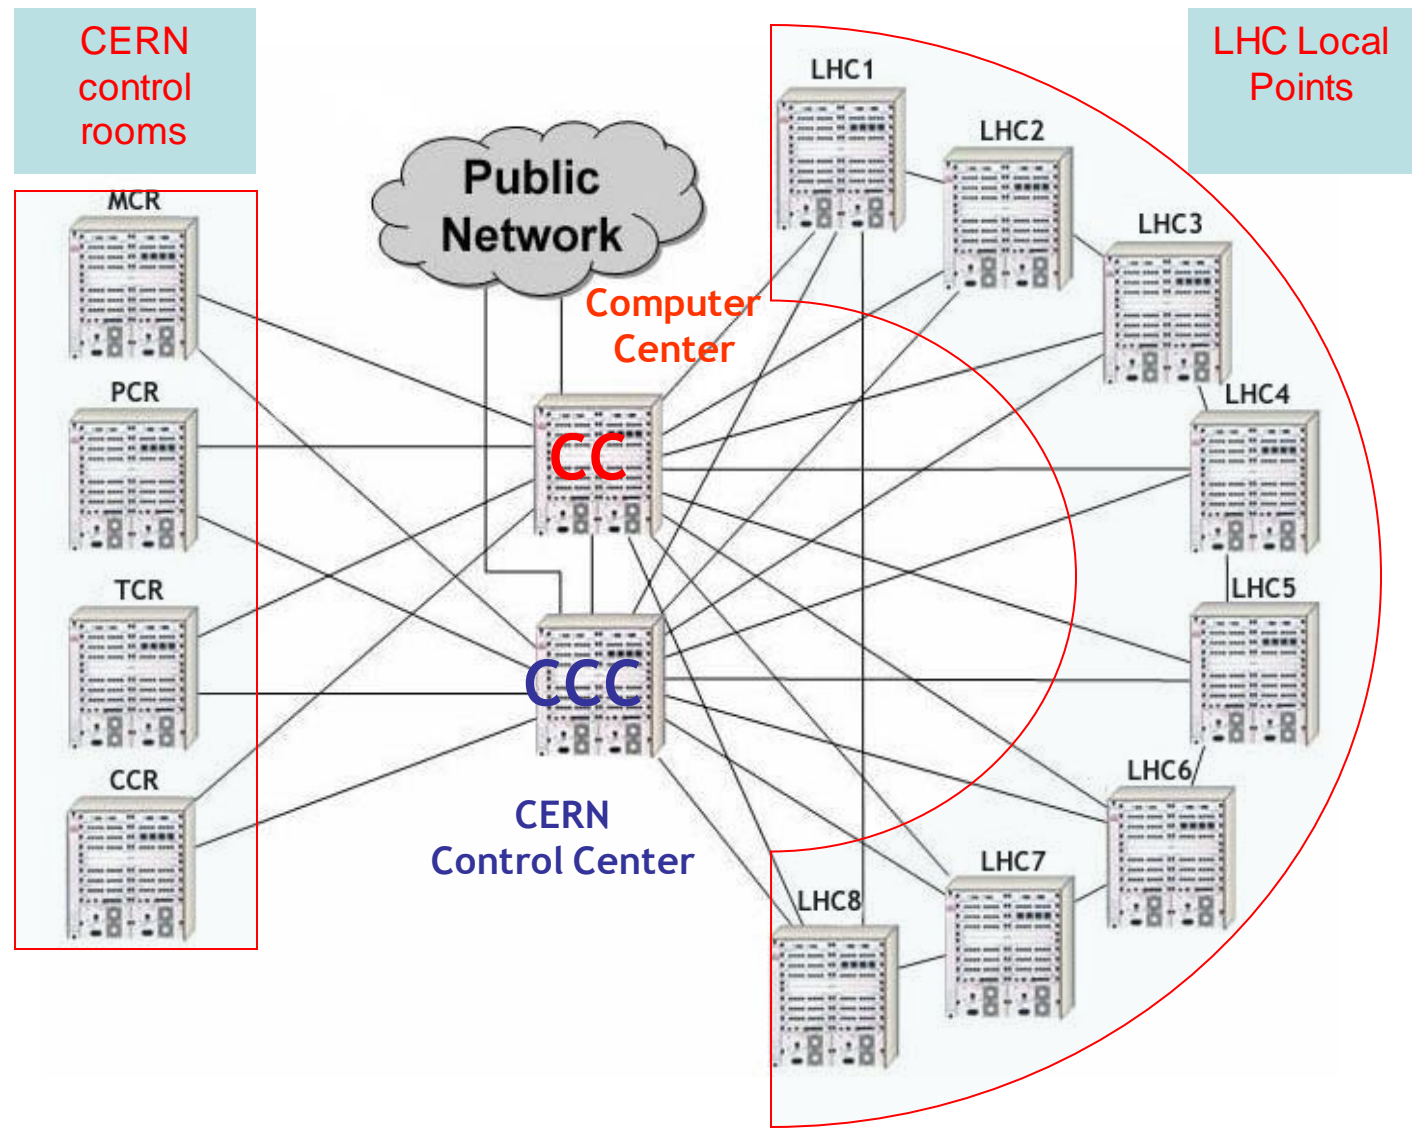 CERN
control
rooms
LHC Local
Points
MCR
PCR
TCR
CCR
Public
Network
Computer
Center
CC
CCC
CERN
Control Center
LHC1
LHC2
LHC3
LHC4
LHC5
LHC6
LHC7
LHC8